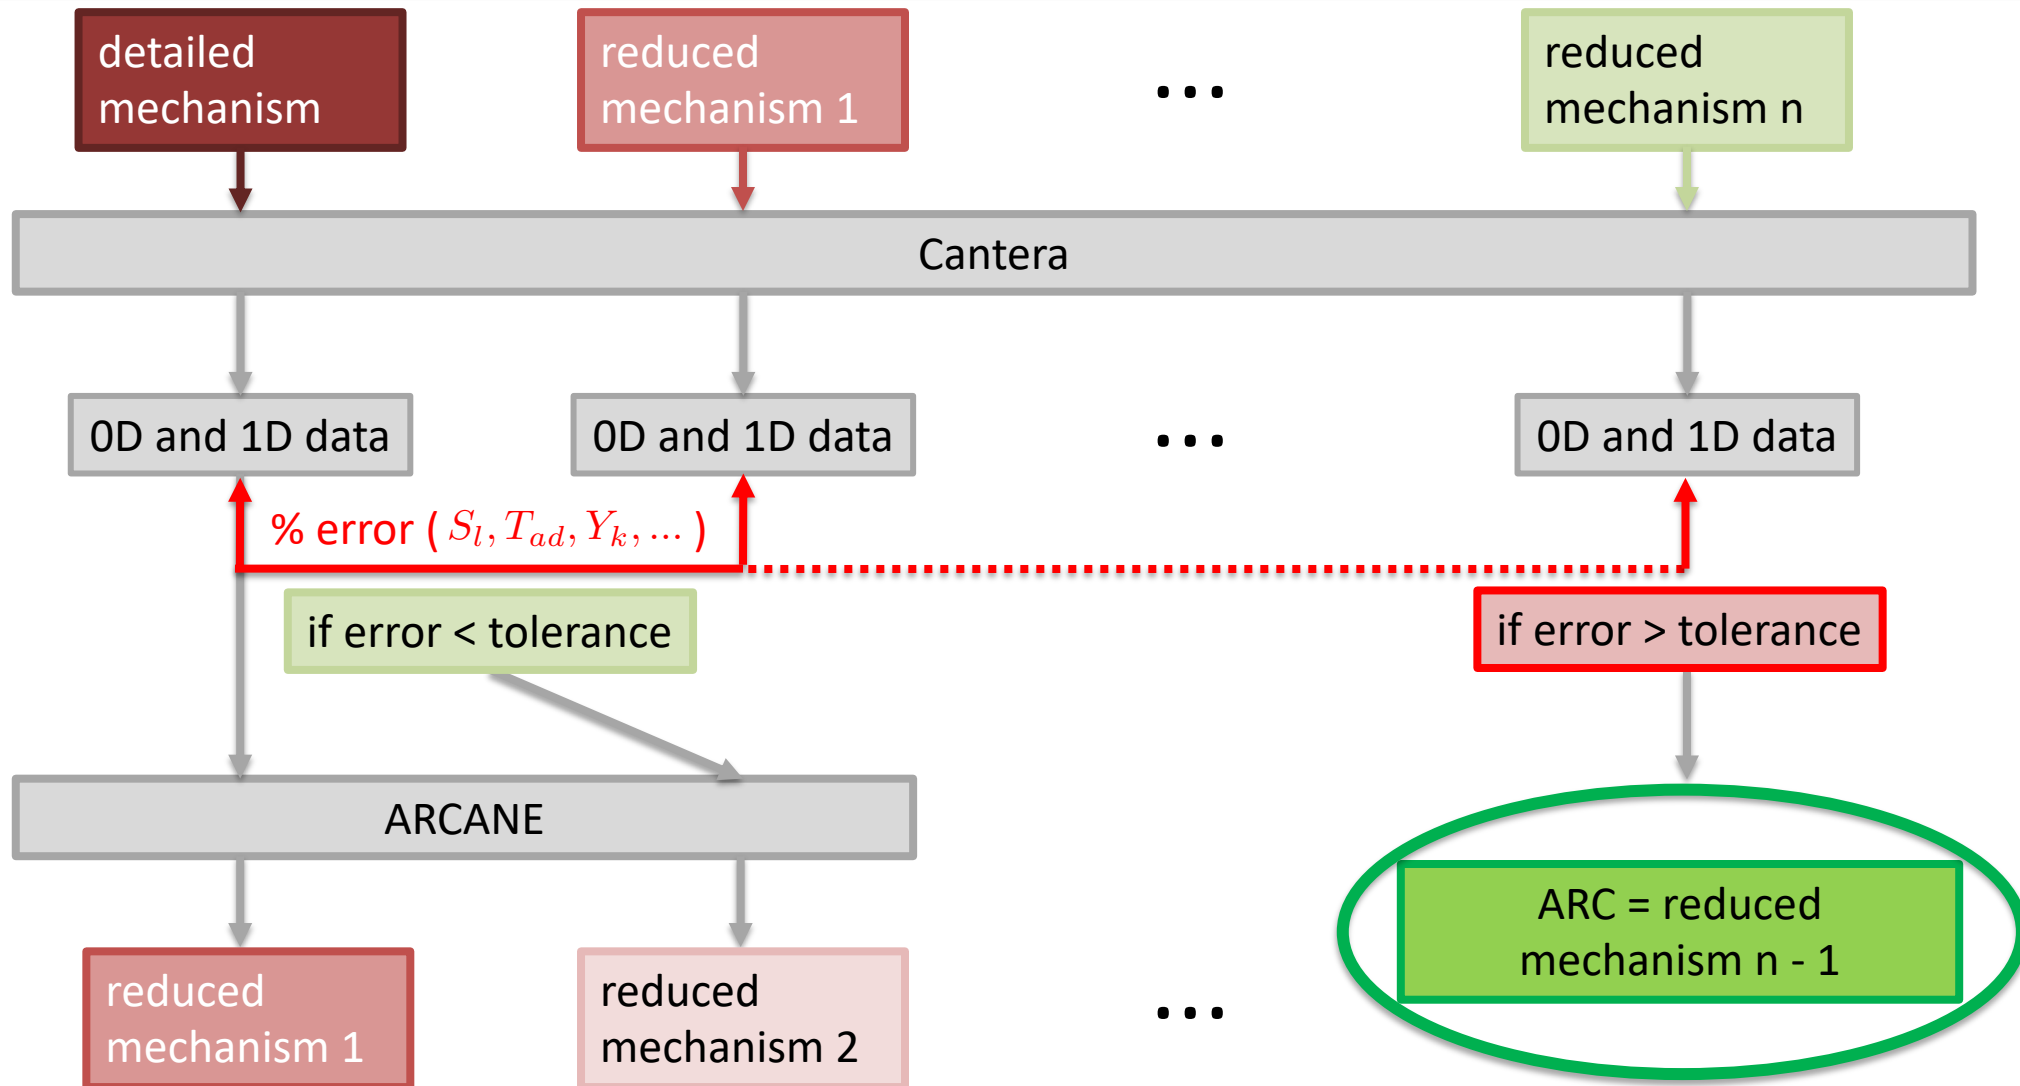 detailed
mechanism
reduced
mechanism 1
...
reduced
mechanism n
Cantera
0D and 1D data
0D and 1D data
...
0D and 1D data
% error ( S_l, T_{ad}, Y_k, ... )
if error < tolerance
if error > tolerance
ARCANE
ARC = reduced
mechanism n - 1
reduced
mechanism 1
reduced
mechanism 2
...